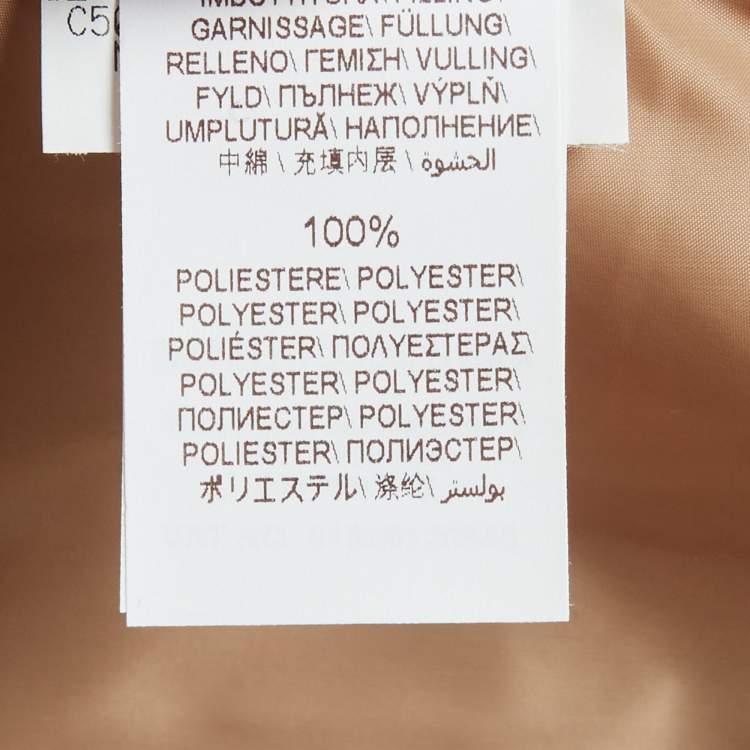 C5
GARNISSAGE\ FÜLLUNG\
RELLENO\ ΓΕΜΙΣΗ\ VULLING\
FYLD\ ПЪЛНЕЖ\ VÝPLŇ\
UMPLUTURĂ\ НАПОЛНЕНИЕ\
中綿 \ 充填内层 \ الحشوة
100%
POLIESTERE\ POLYESTER\
POLYESTER\ POLYESTER\
POLIÉSTER\ ΠΟΛΥΕΣΤΕΡΑΣ\
POLYESTER\ POLYESTER\
ПОЛИЕСТЕР\ POLYESTER\
POLIESTER\ ПОЛИЭСТЕР\
ポリエステル\ 涤纶\ بولستر